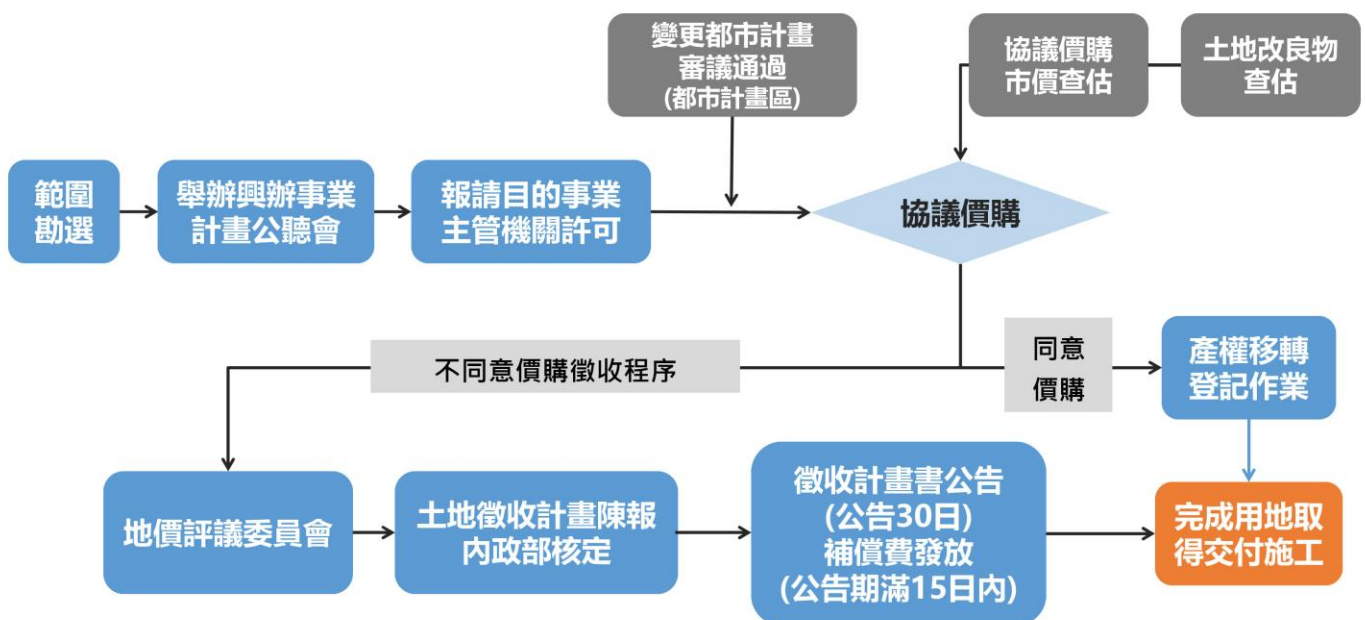 變更都市計畫
審議通過
(都市計畫區)
協議價購
市價查估
土地改良物
查估
範圍
勘選
舉辦興辦事業
計畫公聽會
報請目的事業
主管機關許可
協議價購
不同意價購徵收程序
同意
價購
產權移轉
登記作業
地價評議委員會
土地徵收計畫陳報
內政部核定
徵收計畫書公告
(公告30日)
補償費發放
(公告期滿15日內)
完成用地取
得交付施工